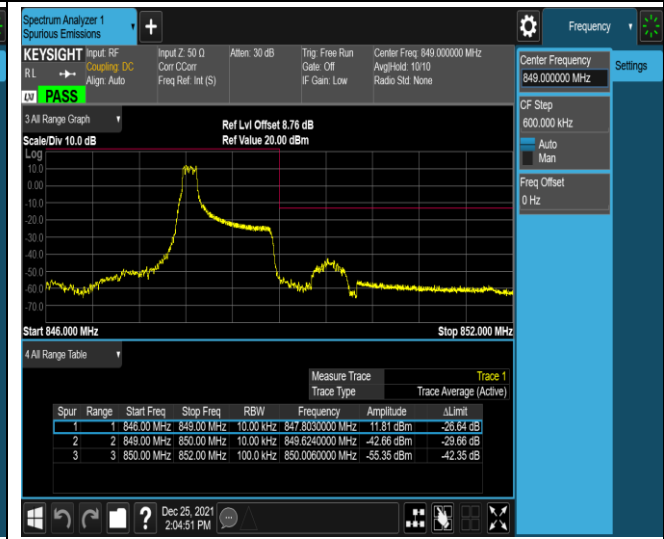 Spectrum Analyzer 1
Spurious Emissions
Frequency
KEYSIGHT
RL
Input: RF
Coupling: DC
Align: Auto
Input Z: 50 Ω
Corr CCorr
Freq Ref: Int (S)
Atten: 30 dB
Trig: Free Run
Gate: Off
IF Gain: Low
Center Freq: 849.000000 MHz
Avg|Hold: 10/10
Radio Std: None
LXI PASS
Center Frequency
849.000000 MHz
Settings
CF Step
600.000 kHz
Auto
Man
Freq Offset
0 Hz
3 All Range Graph
Ref Lvl Offset 8.76 dB
Scale/Div 10.0 dB
Ref Value 20.00 dBm
Log
10.0
0.00
-10.0
-20.0
-30.0
-40.0
-50.0
-60.0
-70.0
Start 846.000 MHz
Stop 852.000 MHz
4 All Range Table
Measure Trace Trace 1
Trace Type Trace Average (Active)
Spur Range Start Freq Stop Freq RBW Frequency Amplitude ΔLimit
1 1 846.00 MHz 849.00 MHz 10.00 kHz 847.8030000 MHz 11.81 dBm -26.64 dB
2 2 849.00 MHz 850.00 MHz 10.00 kHz 849.6240000 MHz -42.66 dBm -29.66 dB
3 3 850.00 MHz 852.00 MHz 100.0 kHz 850.0060000 MHz -55.35 dBm -42.35 dB
?
Dec 25, 2021
2:04:51 PM